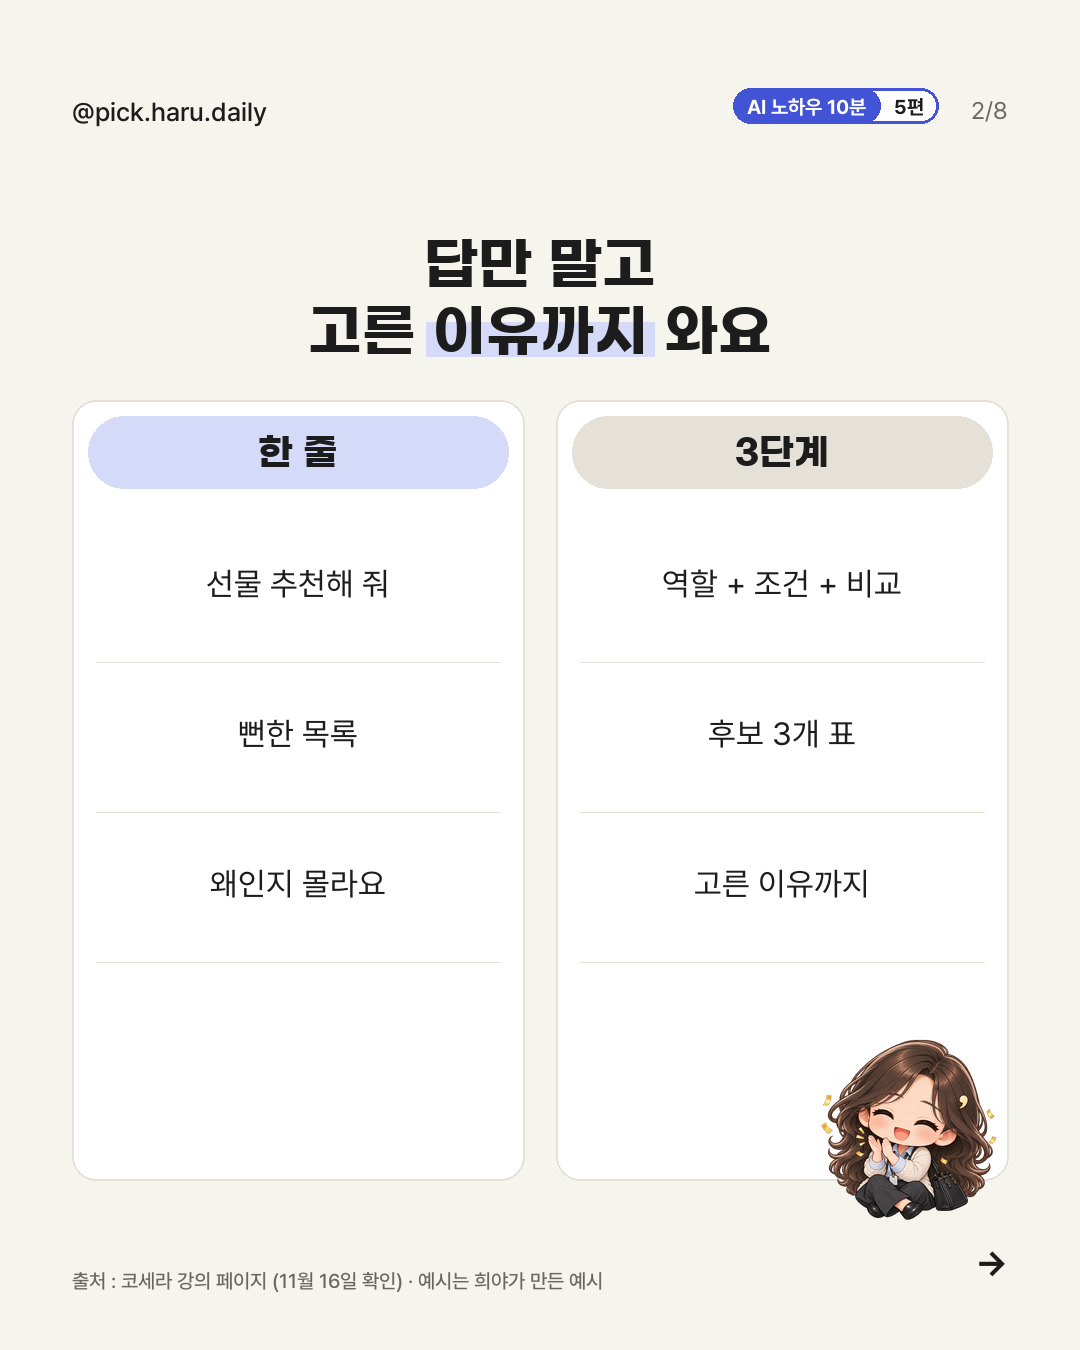 @pick.haru.daily
AI 노하우 10분 5편 2/8
답만 말고
고른 이유까지 와요
한 줄
선물 추천해 줘
뻔한 목록
왜인지 몰라요
3단계
역할 + 조건 + 비교
후보 3개 표
고른 이유까지
출처 : 코세라 강의 페이지 (11월 16일 확인) · 예시는 희야가 만든 예시